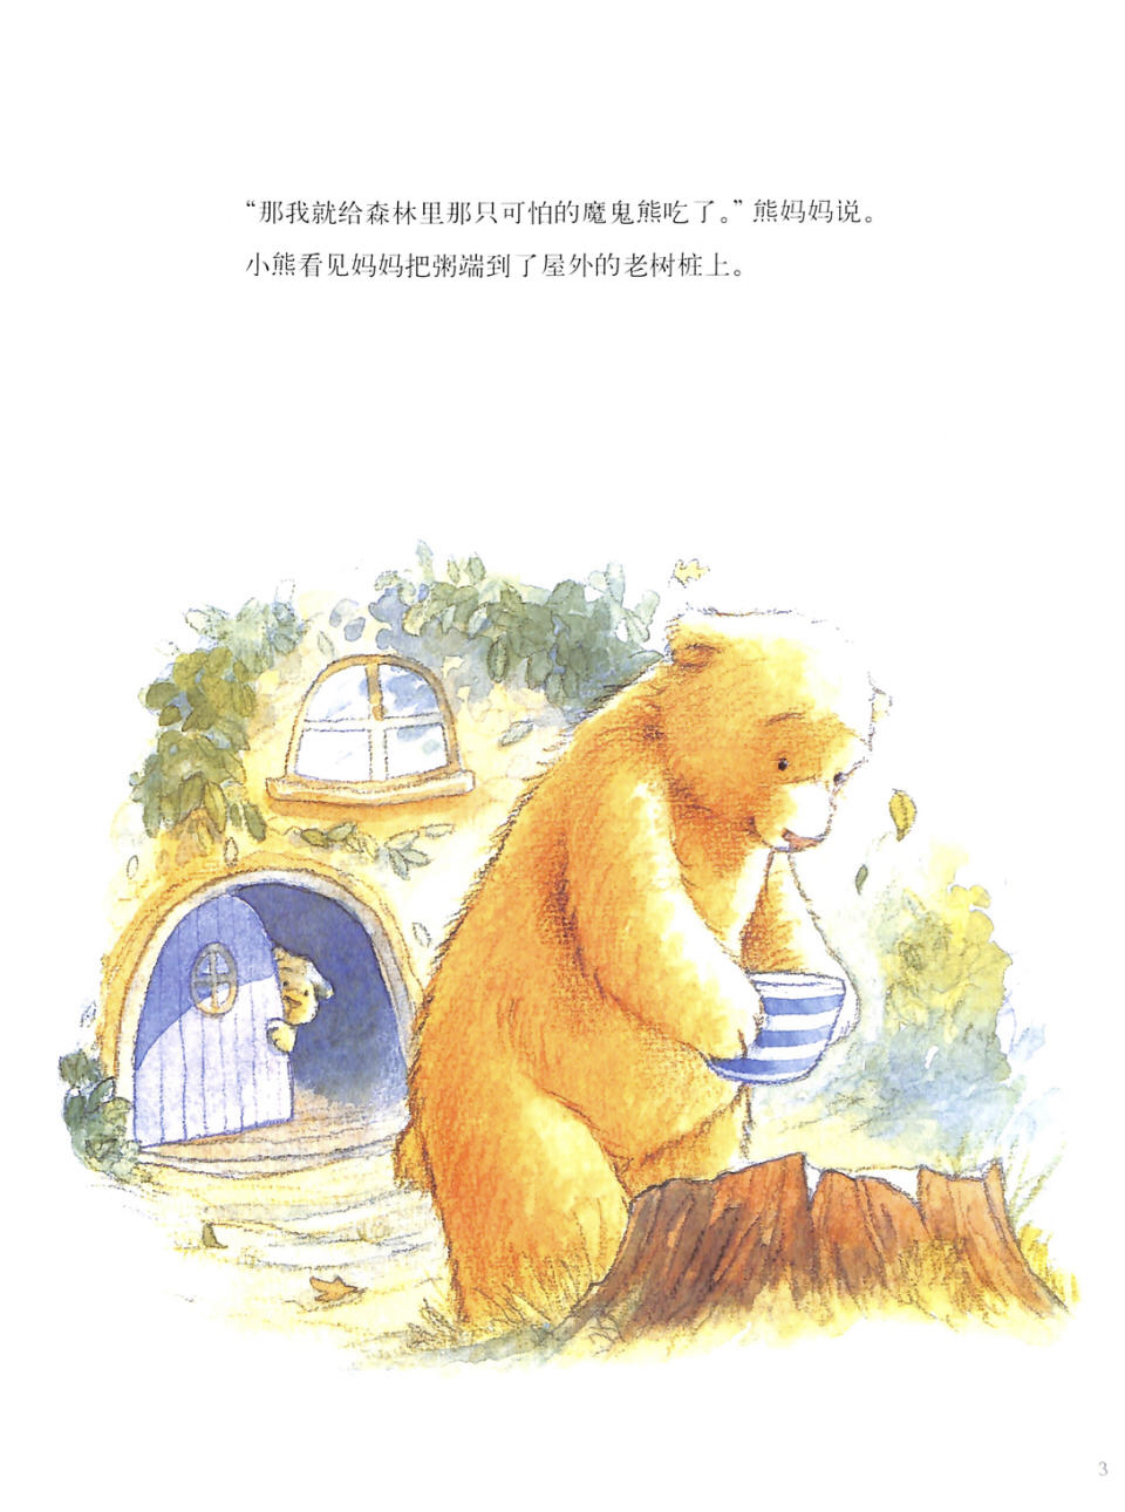 “那我就给森林里那只可怕的魔鬼熊吃了。”熊妈妈说。
小熊看见妈妈把粥端到了屋外的老树桩上。
3